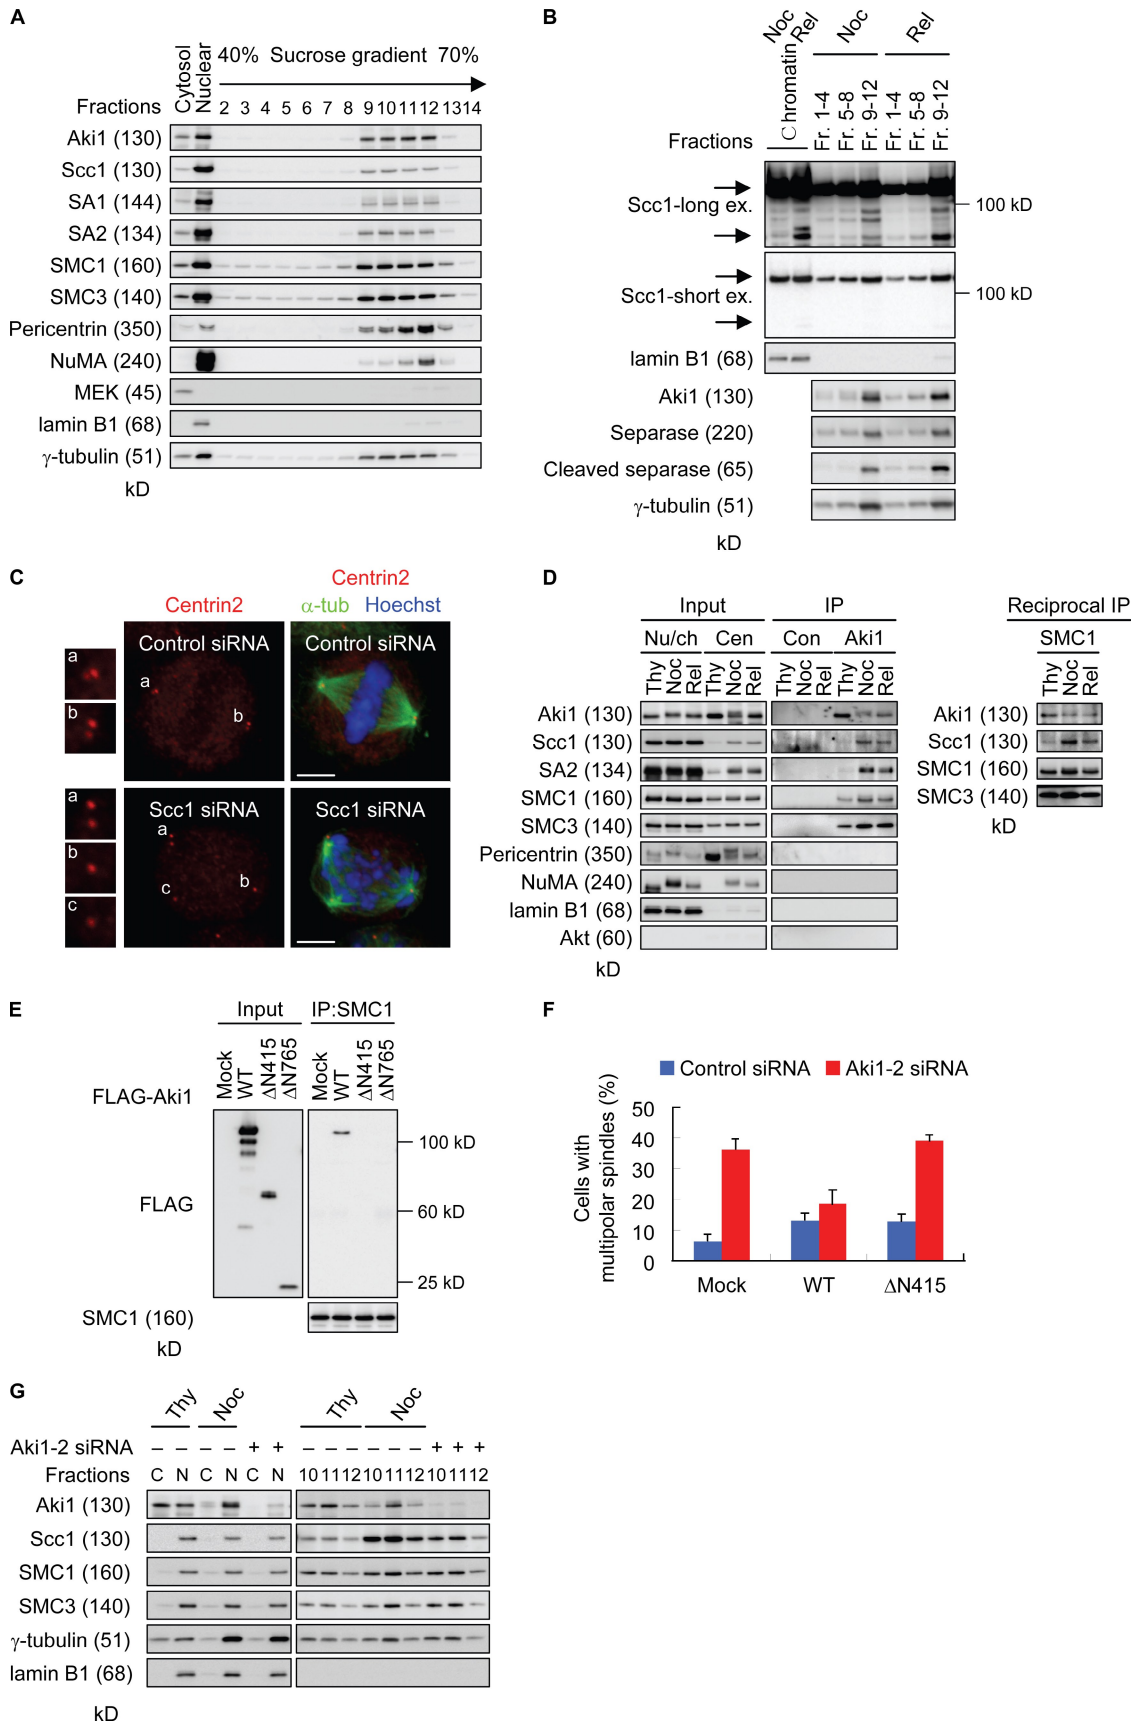 A
40% Sucrose gradient 70%
Cytosol
Nuclear
Fractions 2 3 4 5 6 7 8 9 10 11 12 13 14
Aki1 (130)
Scc1 (130)
SA1 (144)
SA2 (134)
SMC1 (160)
SMC3 (140)
Pericentrin (350)
NuMA (240)
MEK (45)
lamin B1 (68)
γ-tubulin (51)
kD
B
Noc
Rel
Noc
Rel
Chromatin
Fr. 1-4
Fr. 5-8
Fr. 9-12
Fr. 1-4
Fr. 5-8
Fr. 9-12
Fractions
Scc1-long ex.
100 kD
Scc1-short ex.
100 kD
lamin B1 (68)
Aki1 (130)
Separase (220)
Cleaved separase (65)
γ-tubulin (51)
kD
C
Centrin2
Centrin2
α-tub Hoechst
Control siRNA
Control siRNA
a
b
a
b
Scc1 siRNA
Scc1 siRNA
a
b
c
a
b
c
D
Input IP
Nu/ch Cen Con Aki1
Thy Noc Rel Thy Noc Rel Thy Noc Rel Thy Noc Rel
Aki1 (130)
Scc1 (130)
SA2 (134)
SMC1 (160)
SMC3 (140)
Pericentrin (350)
NuMA (240)
lamin B1 (68)
Akt (60)
kD
Reciprocal IP
SMC1
Thy Noc Rel
Aki1 (130)
Scc1 (130)
SMC1 (160)
SMC3 (140)
kD
E
Input IP:SMC1
Mock WT ΔN415 ΔN765 Mock WT ΔN415 ΔN765
FLAG-Aki1
100 kD
FLAG
60 kD
25 kD
SMC1 (160)
kD
F
Control siRNA Aki1-2 siRNA
Cells with
multipolar spindles (%)
50
40
30
20
10
0
Mock WT ΔN415
G
Thy Noc Thy Noc
Aki1-2 siRNA – – – – + + – – – – – – + + +
Fractions C N C N C N 10 11 12 10 11 12 10 11 12
Aki1 (130)
Scc1 (130)
SMC1 (160)
SMC3 (140)
γ-tubulin (51)
lamin B1 (68)
kD